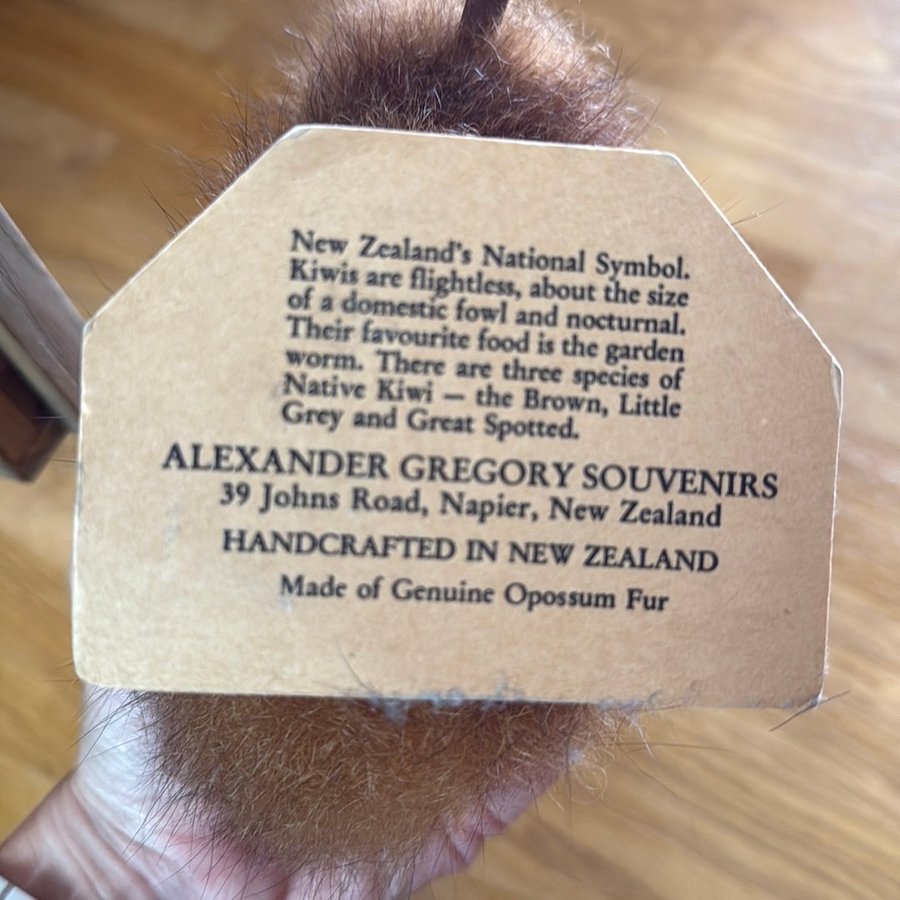 New Zealand's National Symbol.
Kiwis are flightless, about the size
of a domestic fowl and nocturnal.
Their favourite food is the garden
worm. There are three species of
Native Kiwi — the Brown, Little
Grey and Great Spotted.
ALEXANDER GREGORY SOUVENIRS
39 Johns Road, Napier, New Zealand
HANDCRAFTED IN NEW ZEALAND
Made of Genuine Opossum Fur